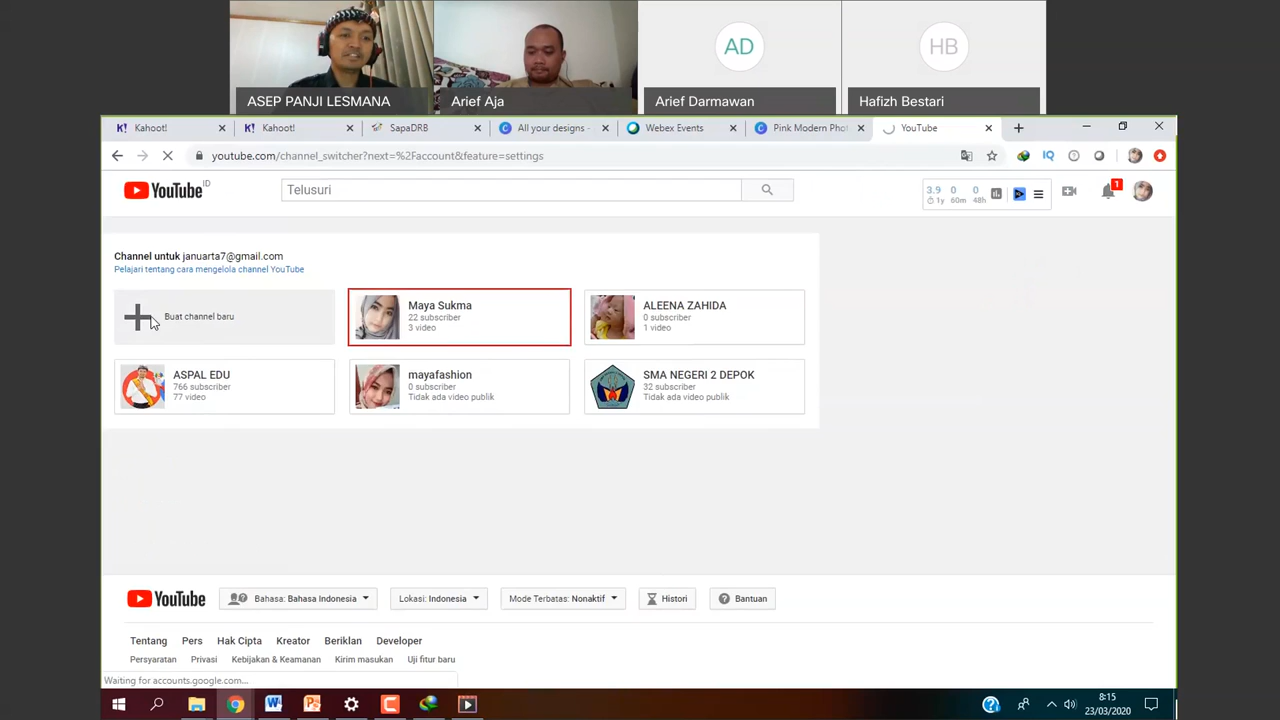 AD
HB
ASEP PANJI LESMANA
Arief Aja
Arief Darmawan
Hafizh Bestari
Kahoot!
Kahoot!
SapaDRB
All your designs -
Webex Events
Pink Modern Phot
YouTube
youtube.com/channel_switcher?next=%2Faccount&feature=settings
YouTube ID
Telusuri
3.9 0 0
1y 60m 48h
1
Channel untuk januarta7@gmail.com
Pelajari tentang cara mengelola channel YouTube
Buat channel baru
Maya Sukma
22 subscriber
3 video
ALEENA ZAHIDA
0 subscriber
1 video
ASPAL EDU
766 subscriber
77 video
mayafashion
0 subscriber
Tidak ada video publik
SMA NEGERI 2 DEPOK
32 subscriber
Tidak ada video publik
YouTube
Bahasa: Bahasa Indonesia
Lokasi: Indonesia
Mode Terbatas: Nonaktif
Histori
Bantuan
Tentang Pers Hak Cipta Kreator Beriklan Developer
Persyaratan Privasi Kebijakan & Keamanan Kirim masukan Uji fitur baru
Waiting for accounts.google.com...
8:15
23/03/2020